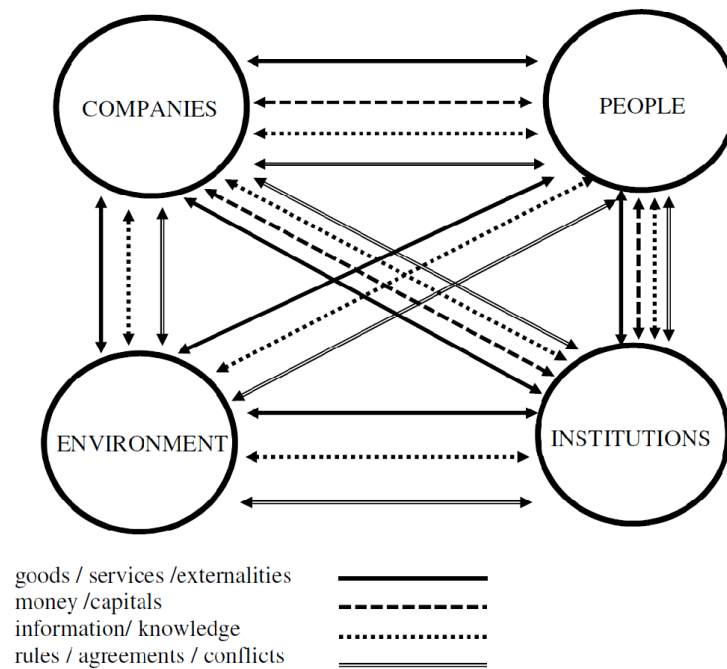 COMPANIES
PEOPLE
ENVIRONMENT
INSTITUTIONS
goods / services /externalities
money /capitals
information/ knowledge
rules / agreements / conflicts